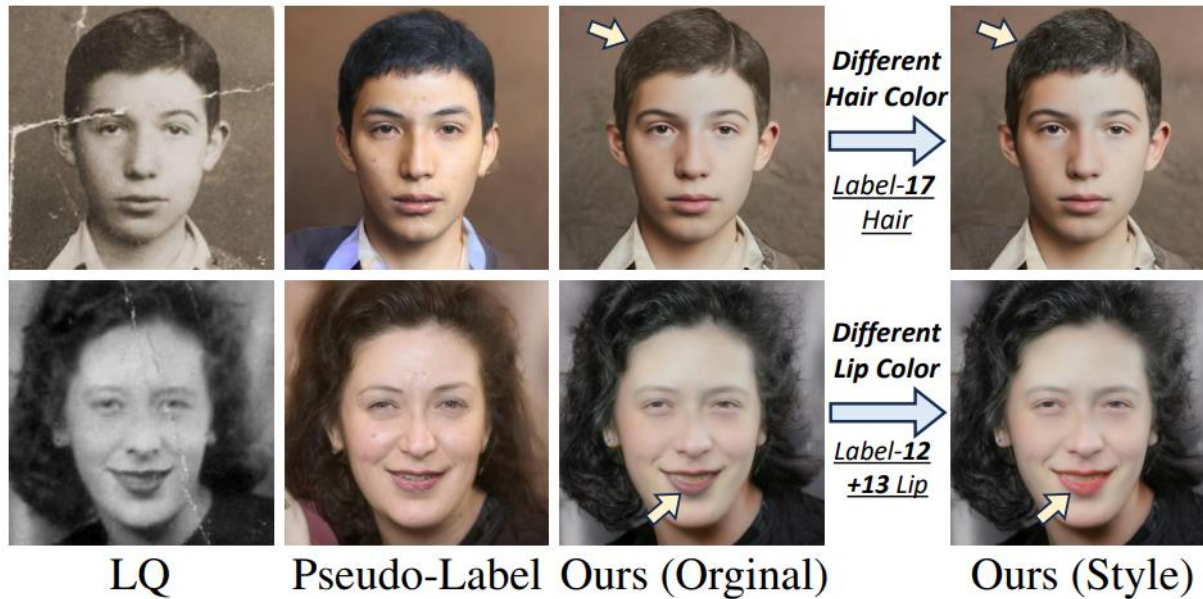 Different
Hair Color
Label-17
Hair
Different
Lip Color
Label-12
+13 Lip
LQ
Pseudo-Label
Ours (Orginal)
Ours (Style)